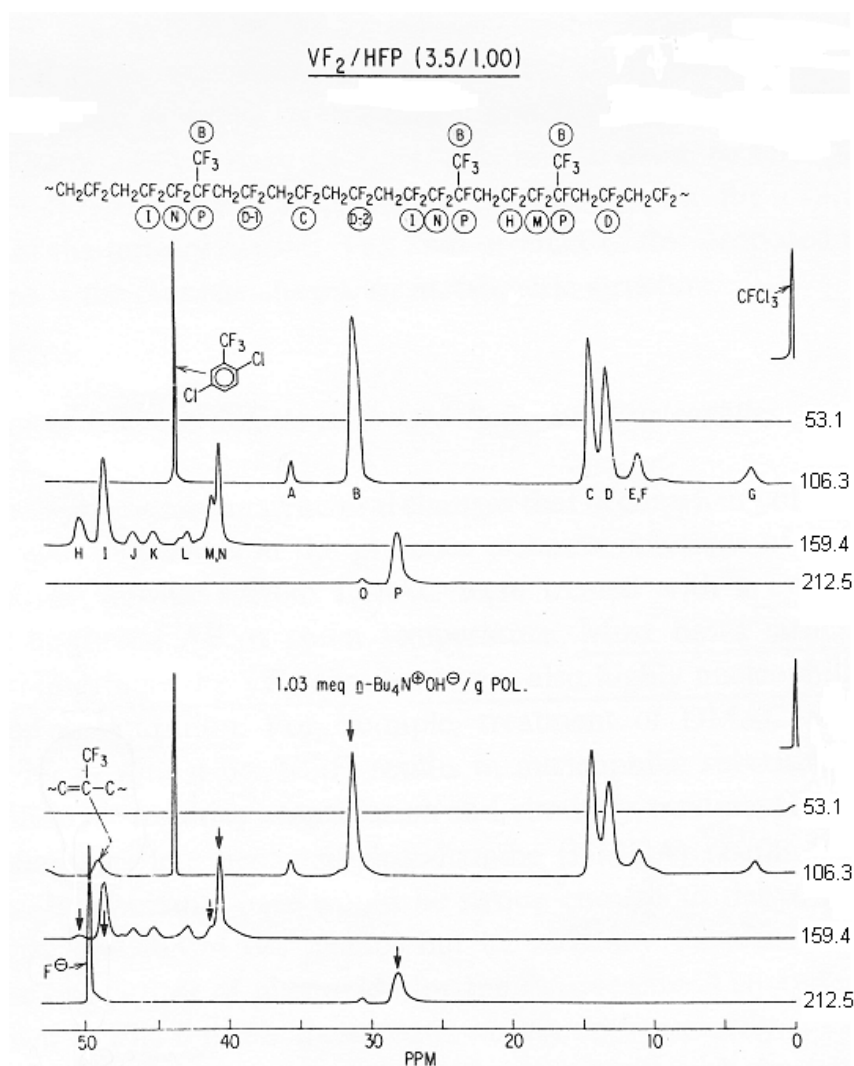 VF2/HFP (3.5/1.00)
B B B
CF3 CF3 CF3
~CH2CF2CH2CF2CF2CFCH2CF2CH2CF2CH2CF2CH2CF2CF2CFCH2CF2CF2CFCH2CF2CH2CF2~
I N P D-1 C D-2 I N P H M P D
CFCl3
CF3
Cl
Cl
53.1
106.3
A B C D E,F G
159.4
H I J K L M,N
212.5
O P
1.03 meq n-Bu4N⊕OH⊖/g POL.
CF3
~C=C-C~
53.1
106.3
159.4
F⊖
212.5
50 40 30 20 10 0
PPM